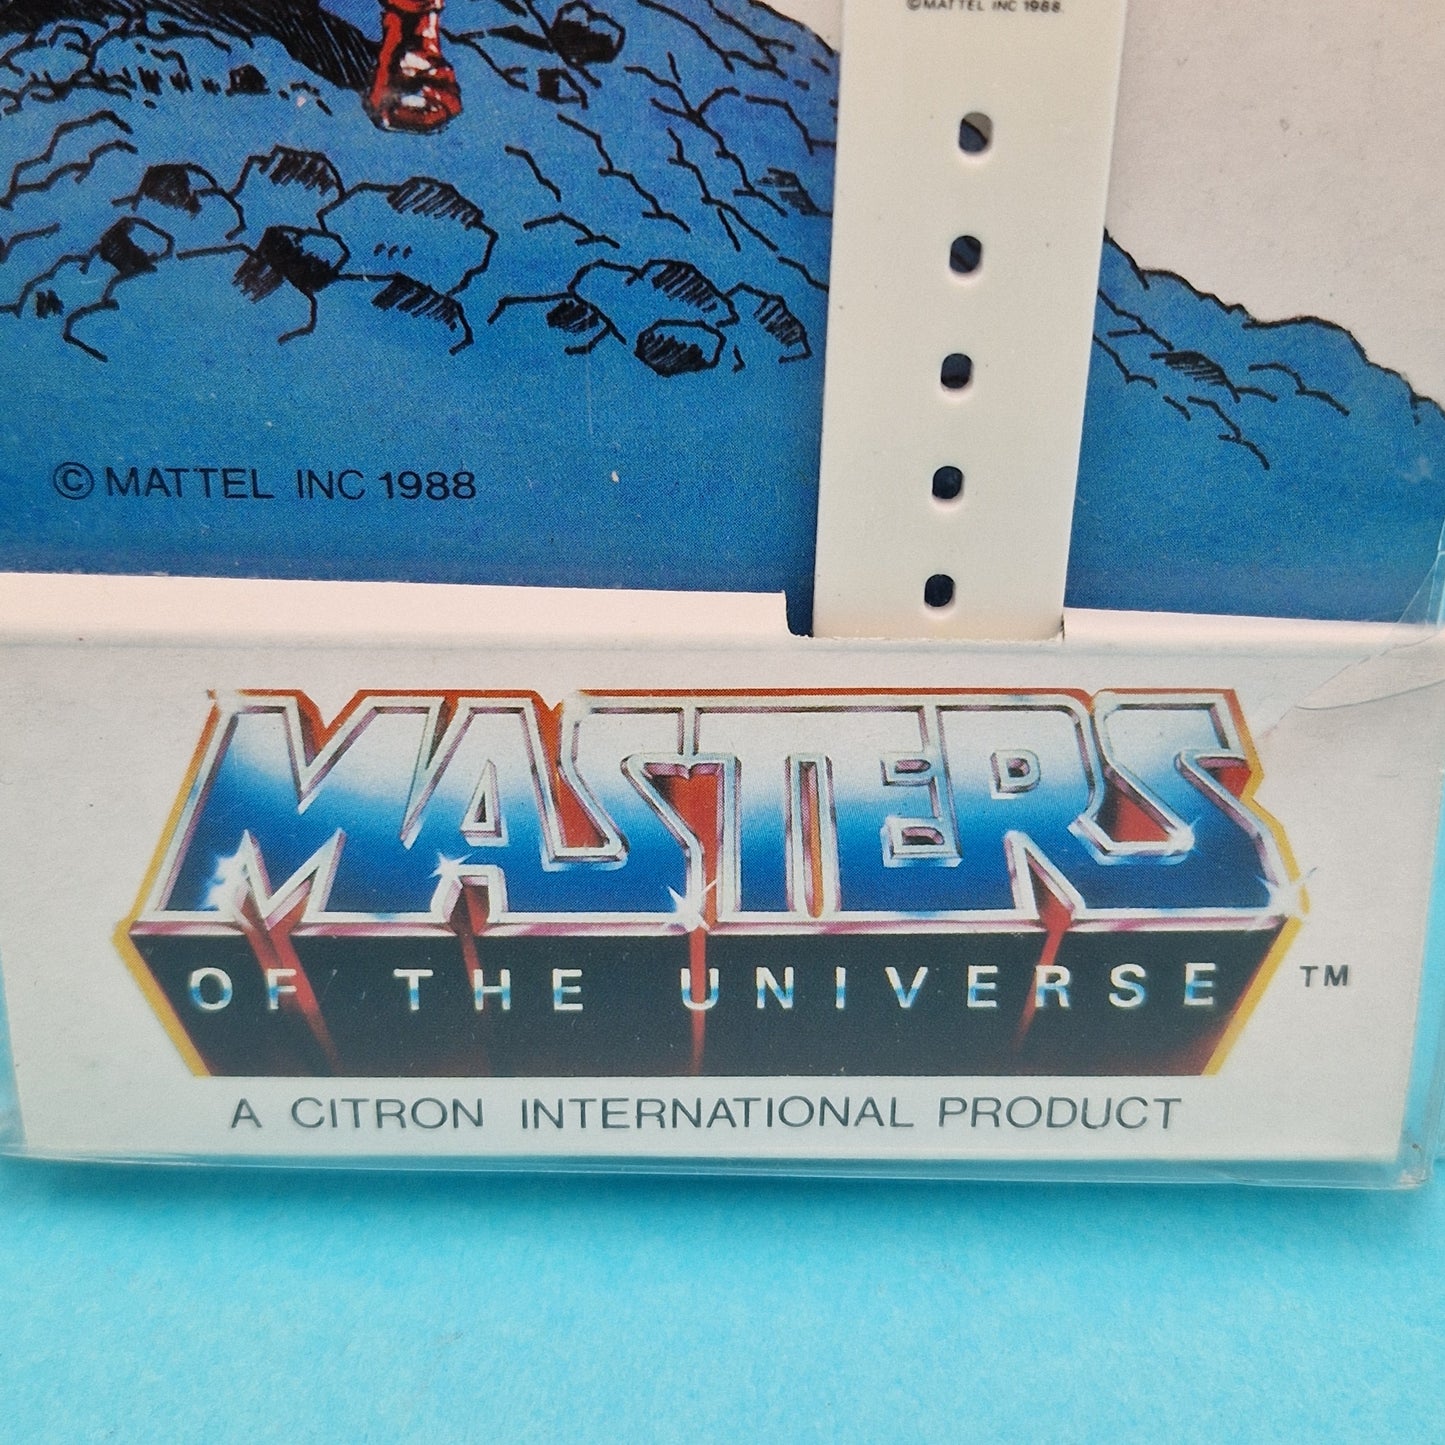 ©MATTEL INC 1988.
© MATTEL INC 1988
MASTERS
OF THE UNIVERSE ™
A CITRON INTERNATIONAL PRODUCT